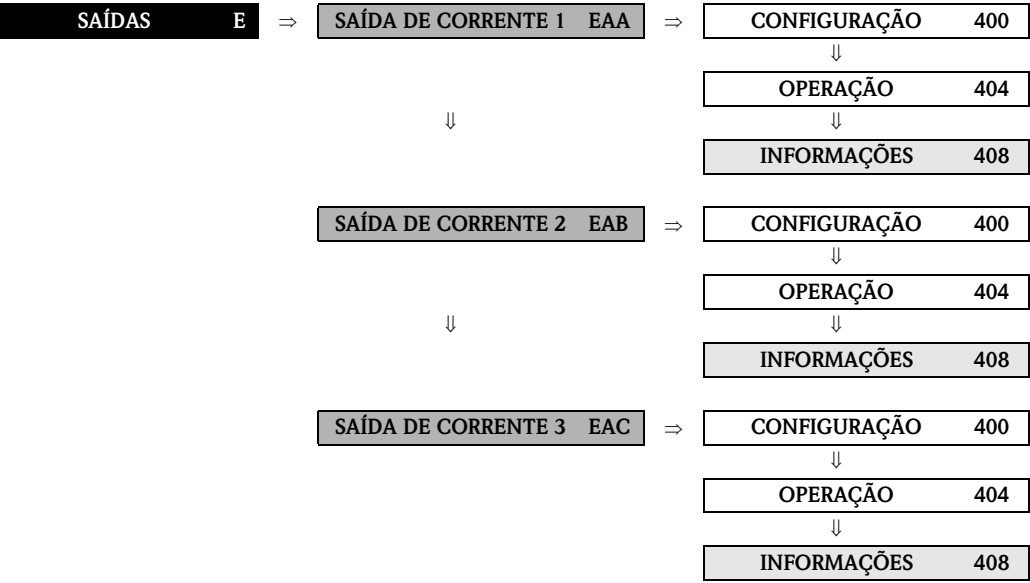 SAÍDAS E ⇒ SAÍDA DE CORRENTE 1 EAA ⇒ CONFIGURAÇÃO 400
⇓
OPERAÇÃO 404
⇓ ⇓
INFORMAÇÕES 408
SAÍDA DE CORRENTE 2 EAB ⇒ CONFIGURAÇÃO 400
⇓
OPERAÇÃO 404
⇓ ⇓
INFORMAÇÕES 408
SAÍDA DE CORRENTE 3 EAC ⇒ CONFIGURAÇÃO 400
⇓
OPERAÇÃO 404
⇓
INFORMAÇÕES 408